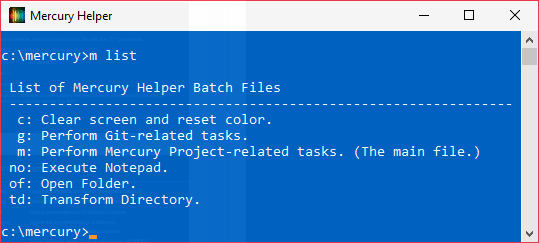 Mercury Helper
c:\mercury>m list
List of Mercury Helper Batch Files
---------------------------------------------------------------
c: Clear screen and reset color.
g: Perform Git-related tasks.
m: Perform Mercury Project-related tasks. (The main file.)
no: Execute Notepad.
of: Open Folder.
td: Transform Directory.
c:\mercury>